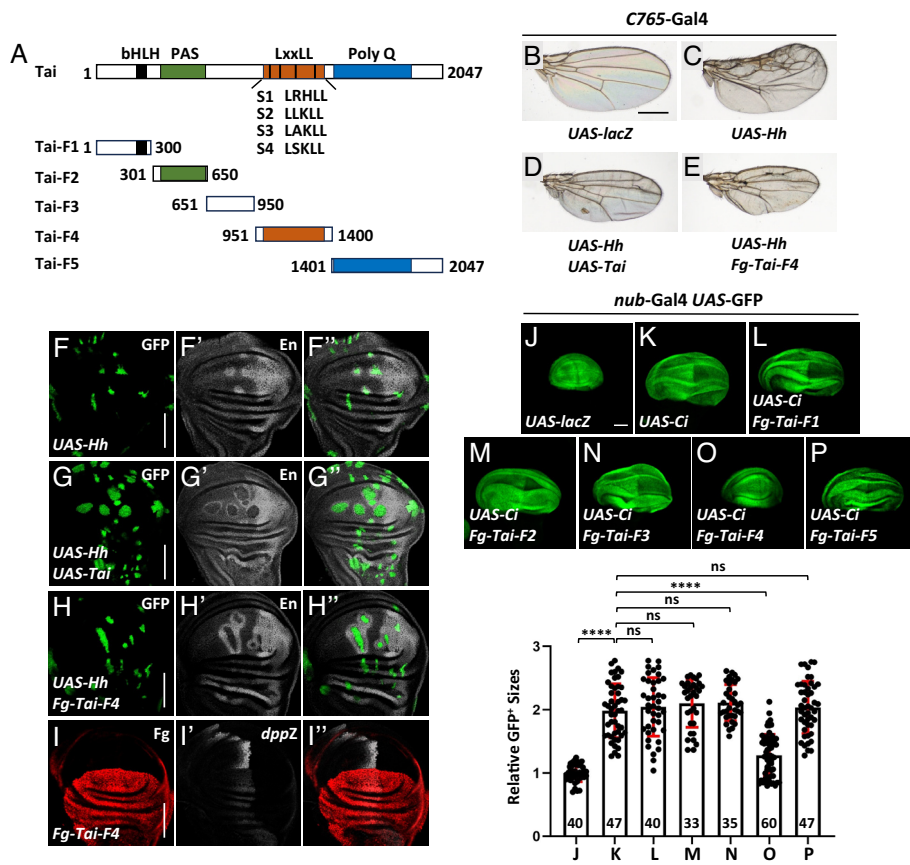 A
bHLH PAS LxxLL Poly Q
Tai 1 2047
S1 LRHLL
S2 LLKLL
S3 LAKLL
S4 LSKLL
Tai-F1 1 300
Tai-F2 301 650
Tai-F3 651 950
Tai-F4 951 1400
Tai-F5 1401 2047
C765-Gal4
B C
UAS-lacZ UAS-Hh
D E
UAS-Hh UAS-Hh
UAS-Tai Fg-Tai-F4
F GFP F' En F"
UAS-Hh
G GFP G' En G"
UAS-Hh
UAS-Tai
H GFP H' En H"
UAS-Hh
Fg-Tai-F4
I Fg I' dppZ I"
Fg-Tai-F4
nub-Gal4 UAS-GFP
J K L
UAS-lacZ UAS-Ci UAS-Ci
Fg-Tai-F1
M N O P
UAS-Ci UAS-Ci UAS-Ci UAS-Ci
Fg-Tai-F2 Fg-Tai-F3 Fg-Tai-F4 Fg-Tai-F5
ns
****
ns
ns
**** ns
Relative GFP+ Sizes
3
2
1
0
40 47 40 33 35 60 47
J K L M N O P